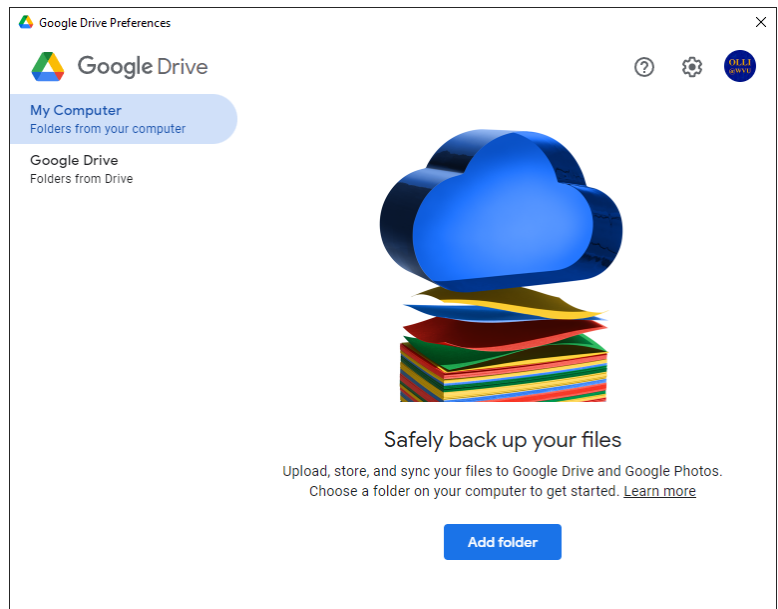 Google Drive Preferences
Google Drive
OLLI
@WVU
My Computer
Folders from your computer
Google Drive
Folders from Drive
Safely back up your files
Upload, store, and sync your files to Google Drive and Google Photos.
Choose a folder on your computer to get started. Learn more
Add folder